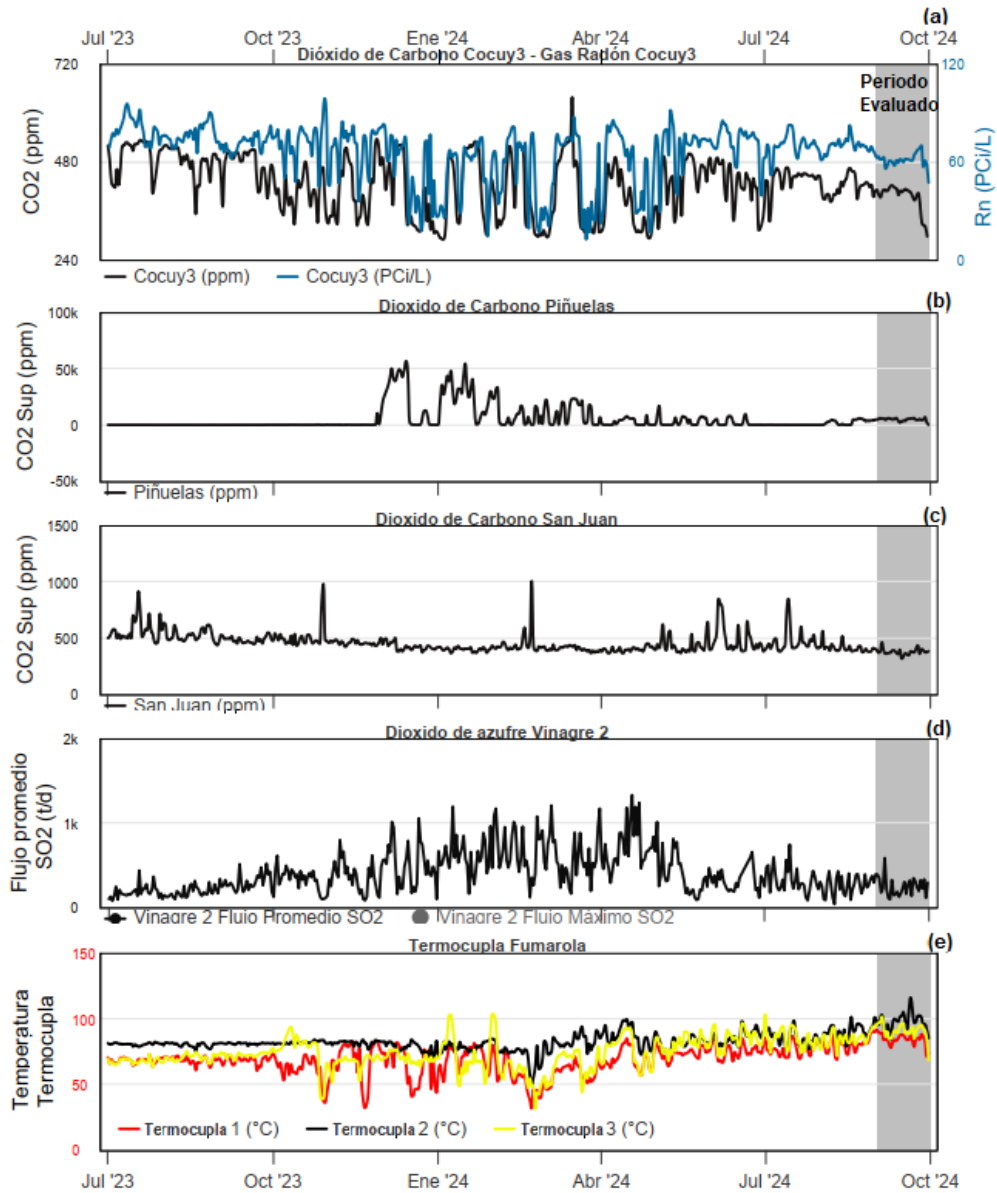 (a)
Jul '23 Oct '23 Ene '24 Abr '24 Jul '24 Oct '24
Dióxido de Carbono Cocuy3 - Gas Radón Cocuy3
720 120
Periodo
Evaluado
CO2 (ppm)
480 60
Rn (PCi/L)
240 0
Cocuy3 (ppm) Cocuy3 (PCi/L)
(b)
Dioxido de Carbono Piñuelas
100k
CO2 Sup (ppm)
50k
0
-50k
Piñuelas (ppm)
(c)
Dioxido de Carbono San Juan
1500
CO2 Sup (ppm)
1000
500
0
San Juan (ppm)
(d)
Dioxido de azufre Vinagre 2
2k
Flujo promedio
SO2 (t/d)
1k
0
Vinagre 2 Flujo Promedio SO2 Vinagre 2 Flujo Máximo SO2
(e)
Termocupla Fumarola
150
Temperatura
Termocupla
100
50
Termocupla 1 (°C) Termocupla 2 (°C) Termocupla 3 (°C)
0
Jul '23 Oct '23 Ene '24 Abr '24 Jul '24 Oct '24